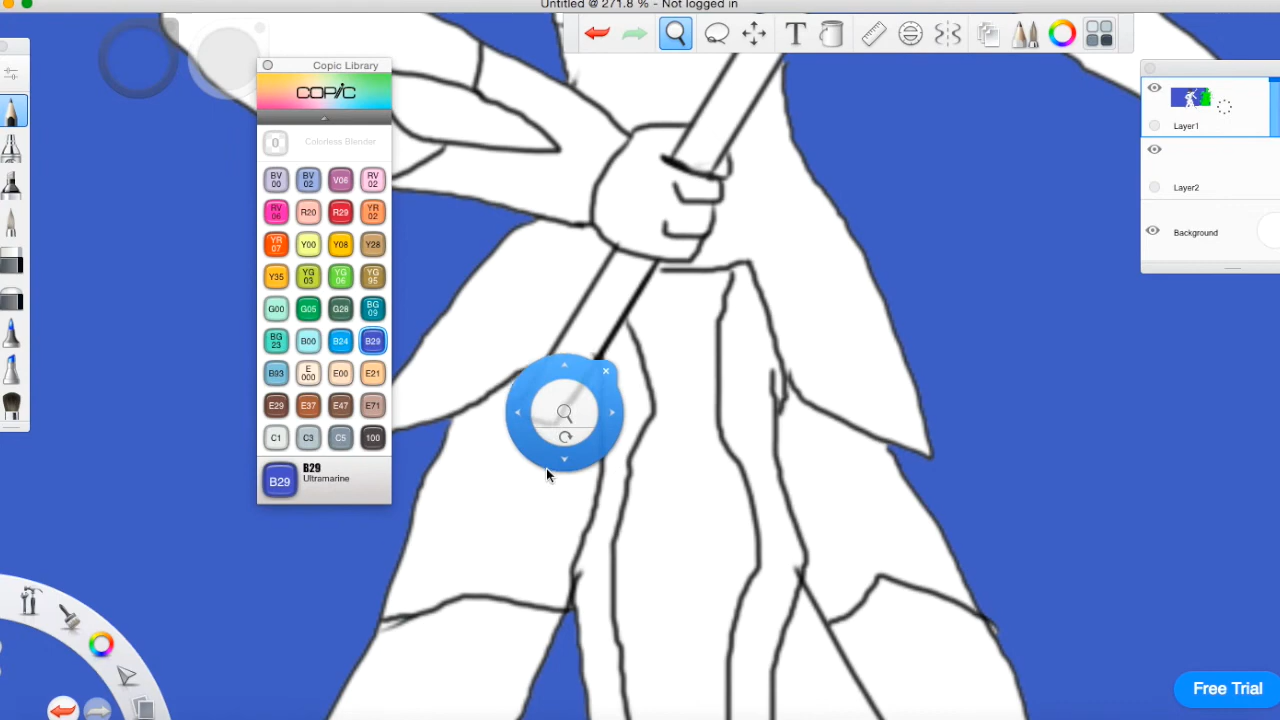 Untitled @ 271.8 % - Not logged in
T
Copic Library
COPIC
0 Colorless Blender
BV 00 BV 02 V06 RV 02
RV 06 R20 R29 YR 02
YR 07 Y00 Y08 Y28
Y35 YG 03 YG 06 YG 95
G00 G05 G28 BG 09
BG 23 B00 B24 B29
B93 E 000 E00 E21
E29 E37 E47 E71
C1 C3 C5 100
B29 B29
Ultramarine
Layer1
Layer2
Background
Free Trial